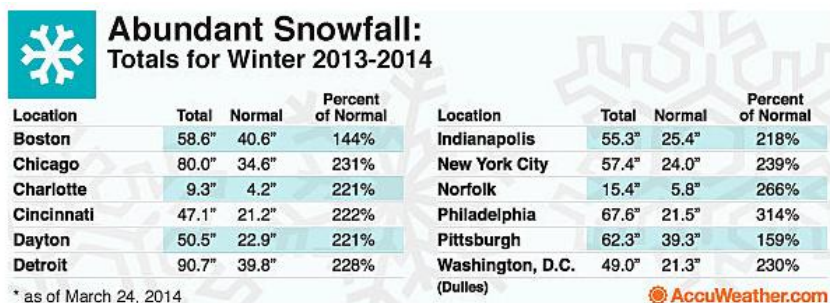 Abundant Snowfall:
Totals for Winter 2013-2014
Location Total Normal Percent of Normal
Boston 58.6” 40.6” 144%
Chicago 80.0” 34.6” 231%
Charlotte 9.3” 4.2” 221%
Cincinnati 47.1” 21.2” 222%
Dayton 50.5” 22.9” 221%
Detroit 90.7” 39.8” 228%
* as of March 24, 2014
Location Total Normal Percent of Normal
Indianapolis 55.3” 25.4” 218%
New York City 57.4” 24.0” 239%
Norfolk 15.4” 5.8” 266%
Philadelphia 67.6” 21.5” 314%
Pittsburgh 62.3” 39.3” 159%
Washington, D.C. 49.0” 21.3” 230%
(Dulles)
AccuWeather.com